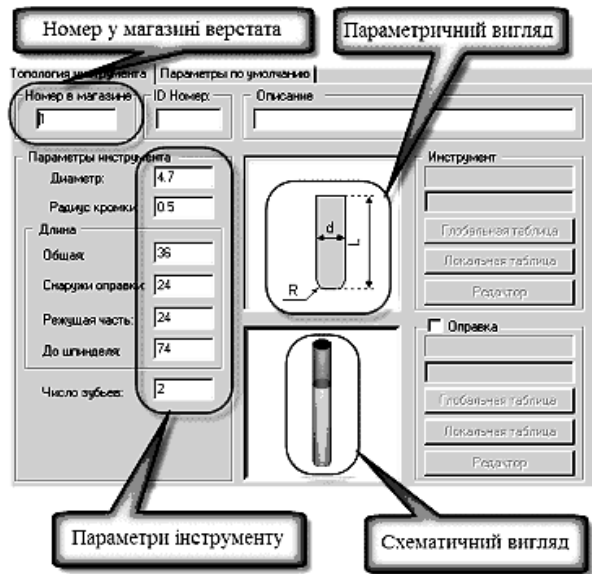 Номер у магазині верстата
Параметричний вигляд
Топология инструмента Параметры по умолчанию
Номер в магазине ID Номер: Описание
1
Параметры инструмента
Диаметр: 4.7
Радиус кромки 0.5
Длина
Общая: 36
Снаружи оправки: 24
Режущая часть: 24
До шпинделя: 74
Число зубьев: 2
d
L
R
Инструмент
Глобальная таблица
Локальная таблица
Редактор
Оправка
Глобальная таблица
Локальная таблица
Редактор
Параметри інструменту
Схематичний вигляд